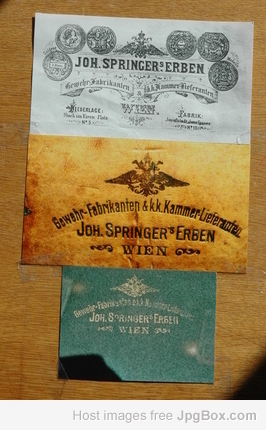 JOH. SPRINGER'S ERBEN
Gewehr-Fabrikanten & k.k. Kammer-Lieferanten
WIEN
NIEDERLAGE: FABRIK:
Gewehr-Fabrikanten & k.k. Kammer-Lieferanten
JOH. SPRINGER'S ERBEN
WIEN
Gewehr-Fabrikanten & k.k. Kammer-Lieferanten
JOH. SPRINGER'S ERBEN
WIEN
Host images free JpgBox.com